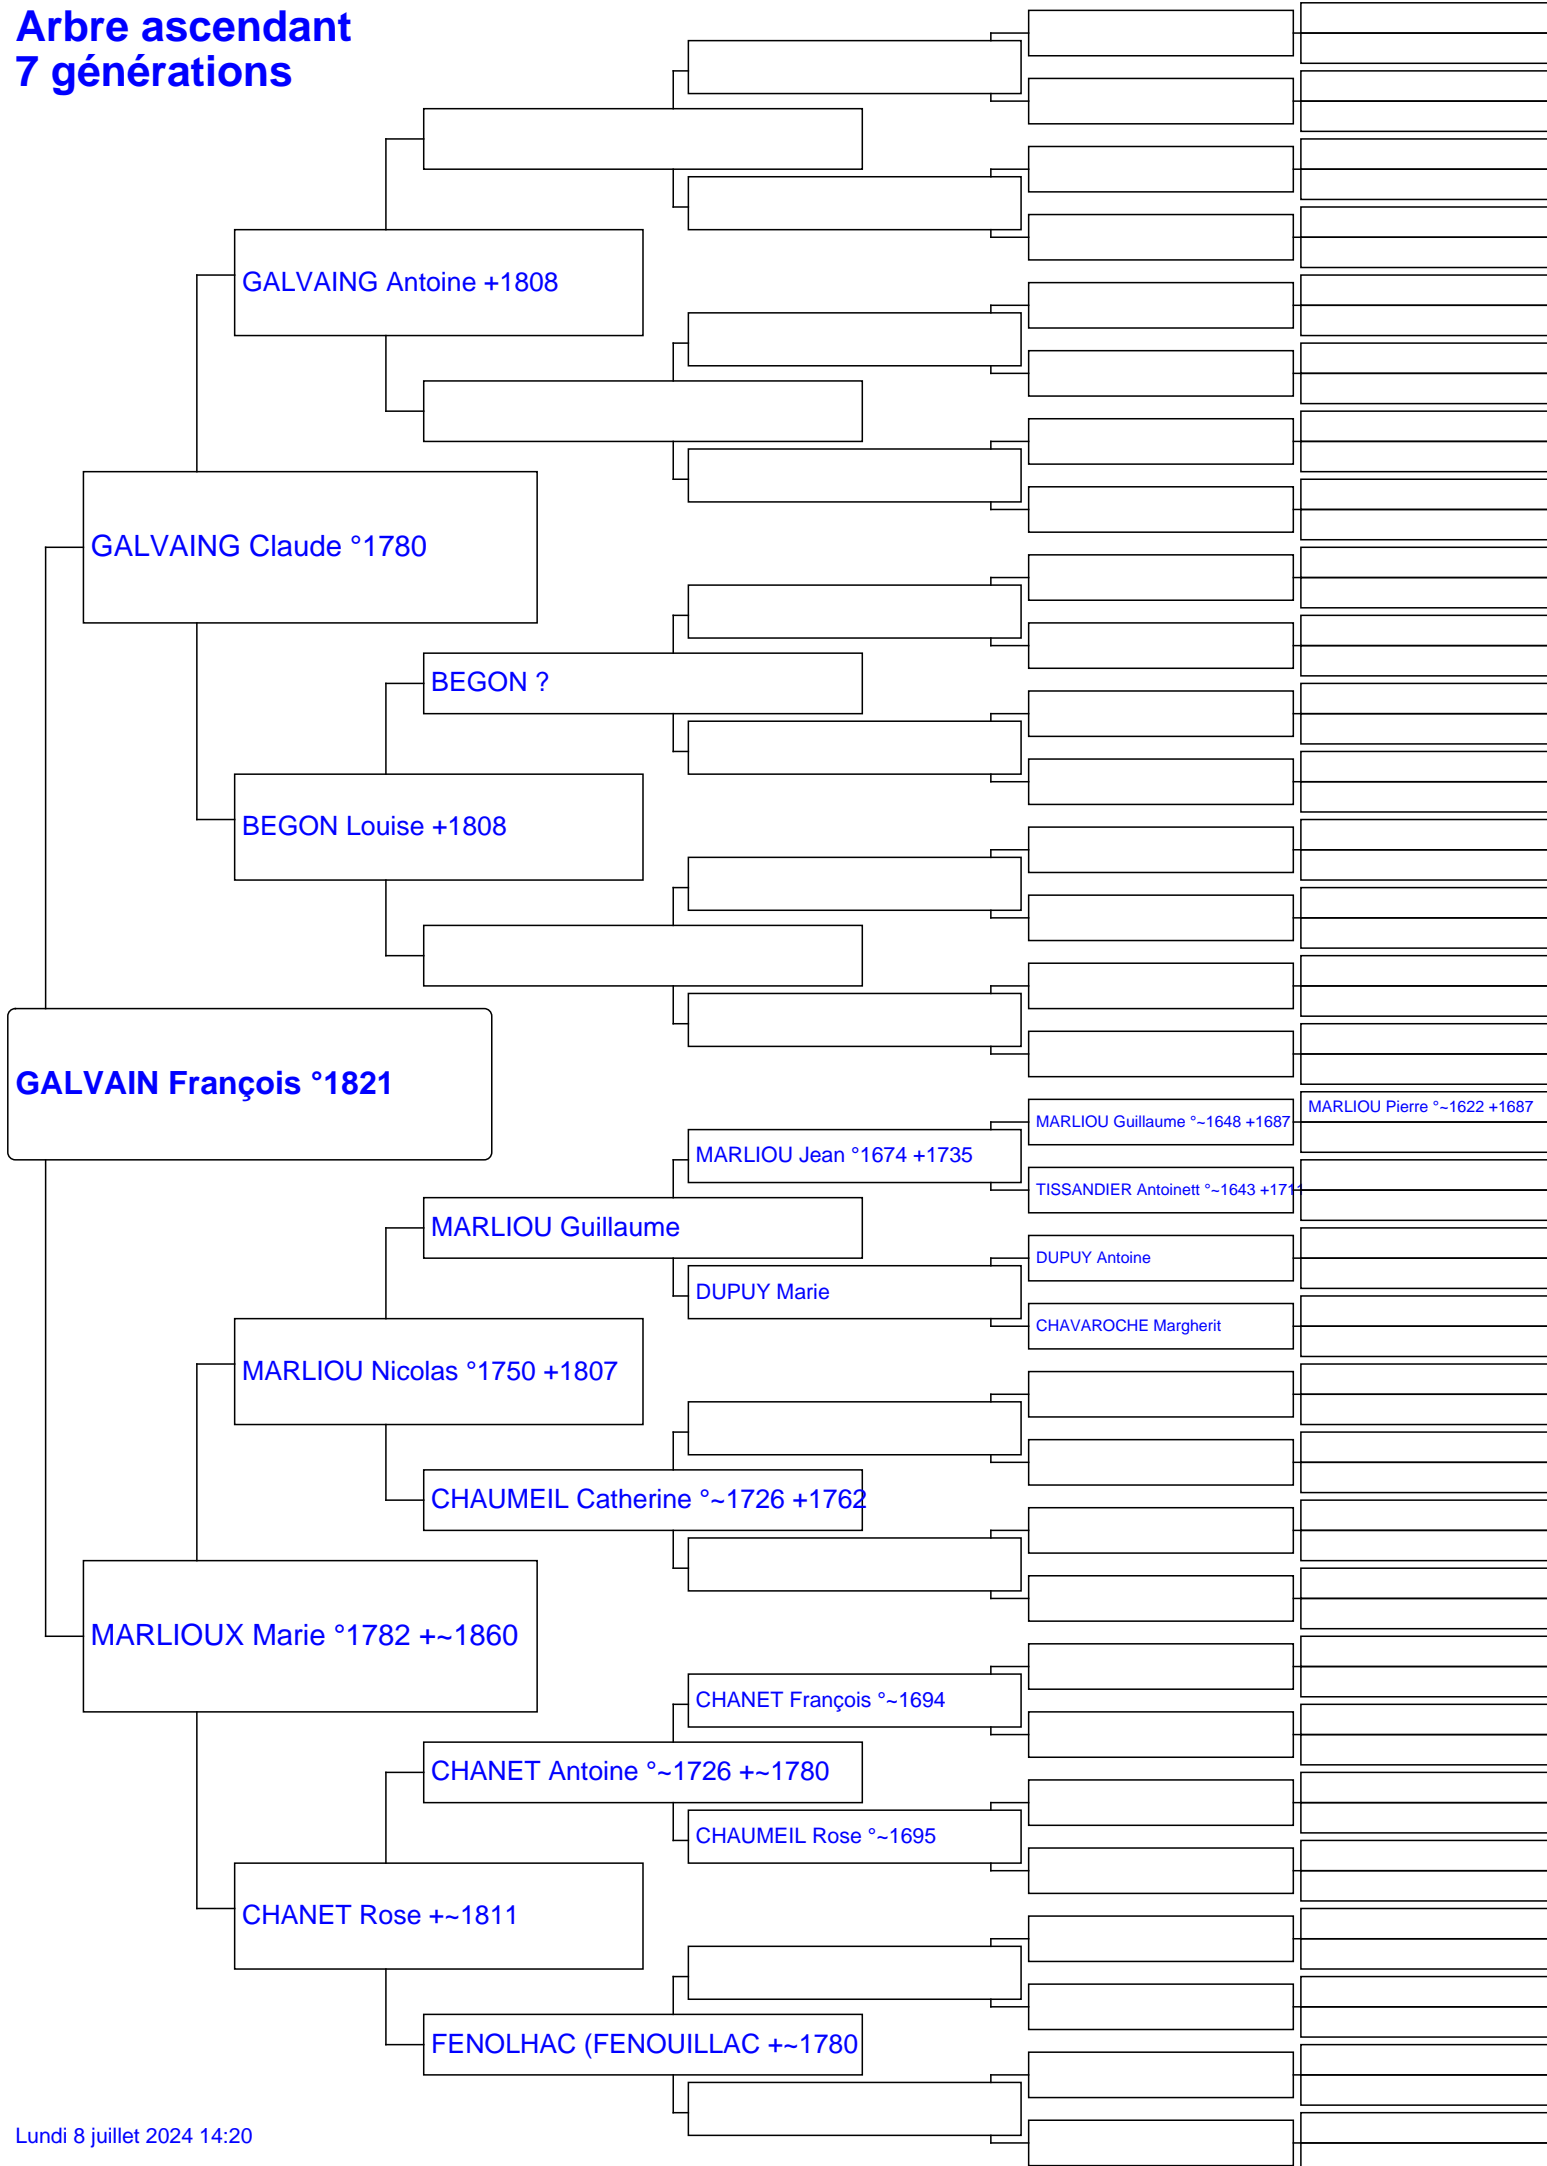 Arbre ascendant
7 générations
GALVAING Antoine +1808
GALVAING Claude °1780
BEGON ?
BEGON Louise +1808
GALVAIN François °1821
MARLIOU Pierre °~1622 +1687
MARLIOU Guillaume °~1648 +1687
MARLIOU Jean °1674 +1735
TISSANDIER Antoinett °~1643 +171
MARLIOU Guillaume
DUPUY Antoine
DUPUY Marie
CHAVAROCHE Margherit
MARLIOU Nicolas °1750 +1807
CHAUMEIL Catherine °~1726 +1762
MARLIOUX Marie °1782 +~1860
CHANET François °~1694
CHANET Antoine °~1726 +~1780
CHAUMEIL Rose °~1695
CHANET Rose +~1811
FENOLHAC (FENOUILLAC +~1780
Lundi 8 juillet 2024 14:20